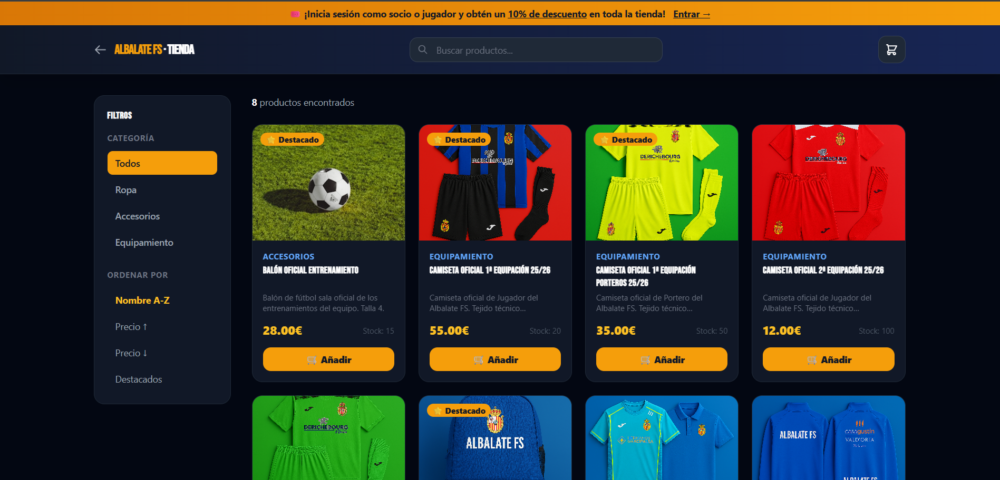 ¡Inicia sesión como socio o jugador y obtén un 10% de descuento en toda la tienda! Entrar →
ALBALATE FS - TIENDA
Buscar productos...
FILTROS
CATEGORÍA
Todos
Ropa
Accesorios
Equipamiento
ORDENAR POR
Nombre A-Z
Precio ↑
Precio ↓
Destacados
8 productos encontrados
Destacado
ACCESORIOS
BALÓN OFICIAL ENTRENAMIENTO
Balón de fútbol sala oficial de los
entrenamientos del equipo. Talla 4.
28.00€ Stock: 15
Añadir
Destacado
DERICHEBOURG
EQUIPAMIENTO
CAMISETA OFICIAL 1ª EQUIPACIÓN 25/26
Camiseta oficial de Jugador del
Albalate FS. Tejido técnico...
55.00€ Stock: 20
Añadir
Destacado
DERICHEBOURG
España
EQUIPAMIENTO
CAMISETA OFICIAL 1ª EQUIPACIÓN
PORTEROS 25/26
Camiseta oficial de Portero del
Albalate FS. Tejido técnico...
35.00€ Stock: 50
Añadir
DERICHEBOURG
EQUIPAMIENTO
CAMISETA OFICIAL 2ª EQUIPACIÓN 25/26
Camiseta oficial de Jugador del
Albalate FS. Tejido técnico...
12.00€ Stock: 100
Añadir
DERICHEBOURG
Destacado
ALBALATE FS
ALBALATE FS
casagustín
VALD'ORIA
ALBALATE FS